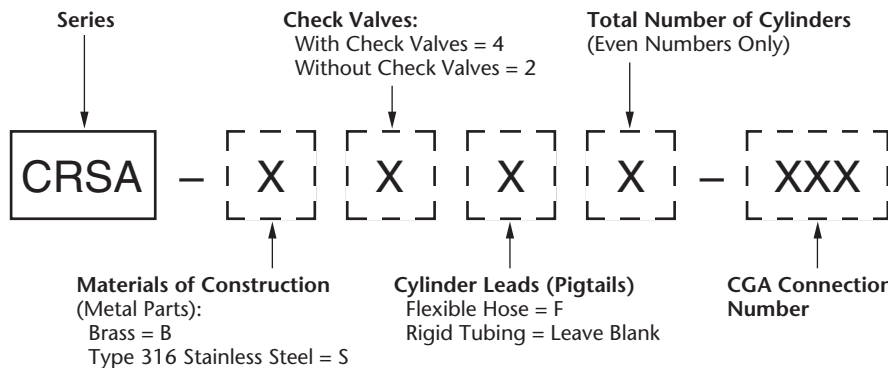 Series
Check Valves:
With Check Valves = 4
Without Check Valves = 2
Total Number of Cylinders
(Even Numbers Only)
CRSA – X X X X – XXX
Materials of Construction
(Metal Parts):
Brass = B
Type 316 Stainless Steel = S
Cylinder Leads (Pigtails)
Flexible Hose = F
Rigid Tubing = Leave Blank
CGA Connection
Number